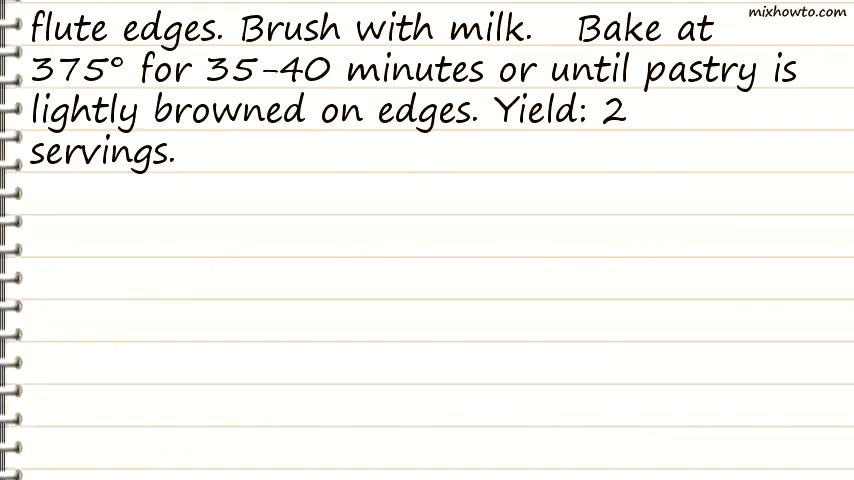 mixhowto.com
flute edges. Brush with milk.   Bake at
375° for 35-40 minutes or until pastry is
lightly browned on edges. Yield: 2
servings.